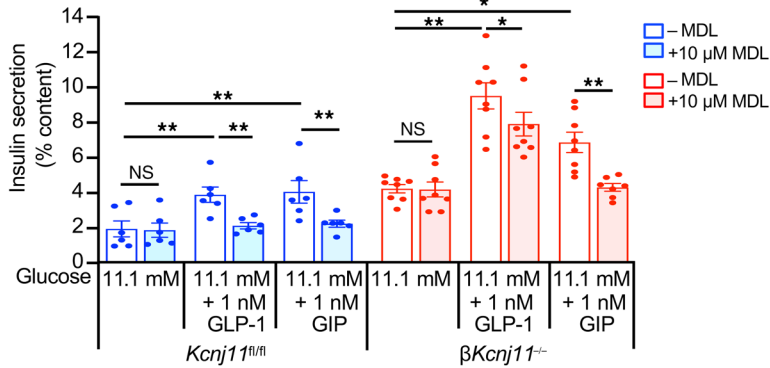 Insulin secretion
(% content)
14
12
10
8
6
4
2
0
NS
**
**
**
**
NS
**
*
*
**
– MDL
+10 µM MDL
– MDL
+10 µM MDL
Glucose
11.1 mM
11.1 mM
+ 1 nM
GLP-1
11.1 mM
+ 1 nM
GIP
11.1 mM
11.1 mM
+ 1 nM
GLP-1
11.1 mM
+ 1 nM
GIP
Kcnj11fl/fl
βKcnj11–/–